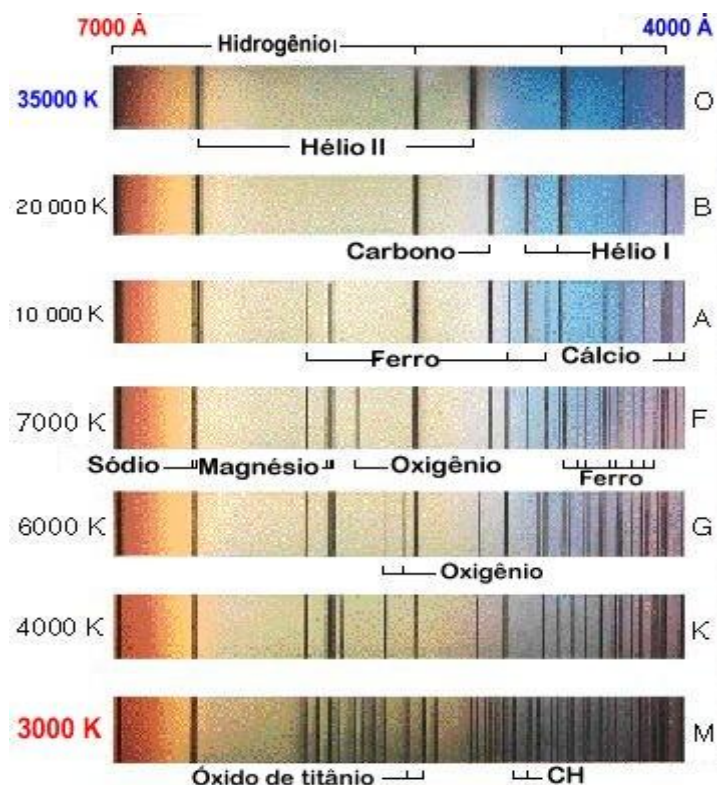 7000 Å 4000 Å
Hidrogênio
35000 K O
Hélio II
20 000 K B
Carbono Hélio I
10 000 K A
Ferro Cálcio
7000 K F
Sódio Magnésio Oxigênio Ferro
6000 K G
Oxigênio
4000 K K
3000 K M
Óxido de titânio CH